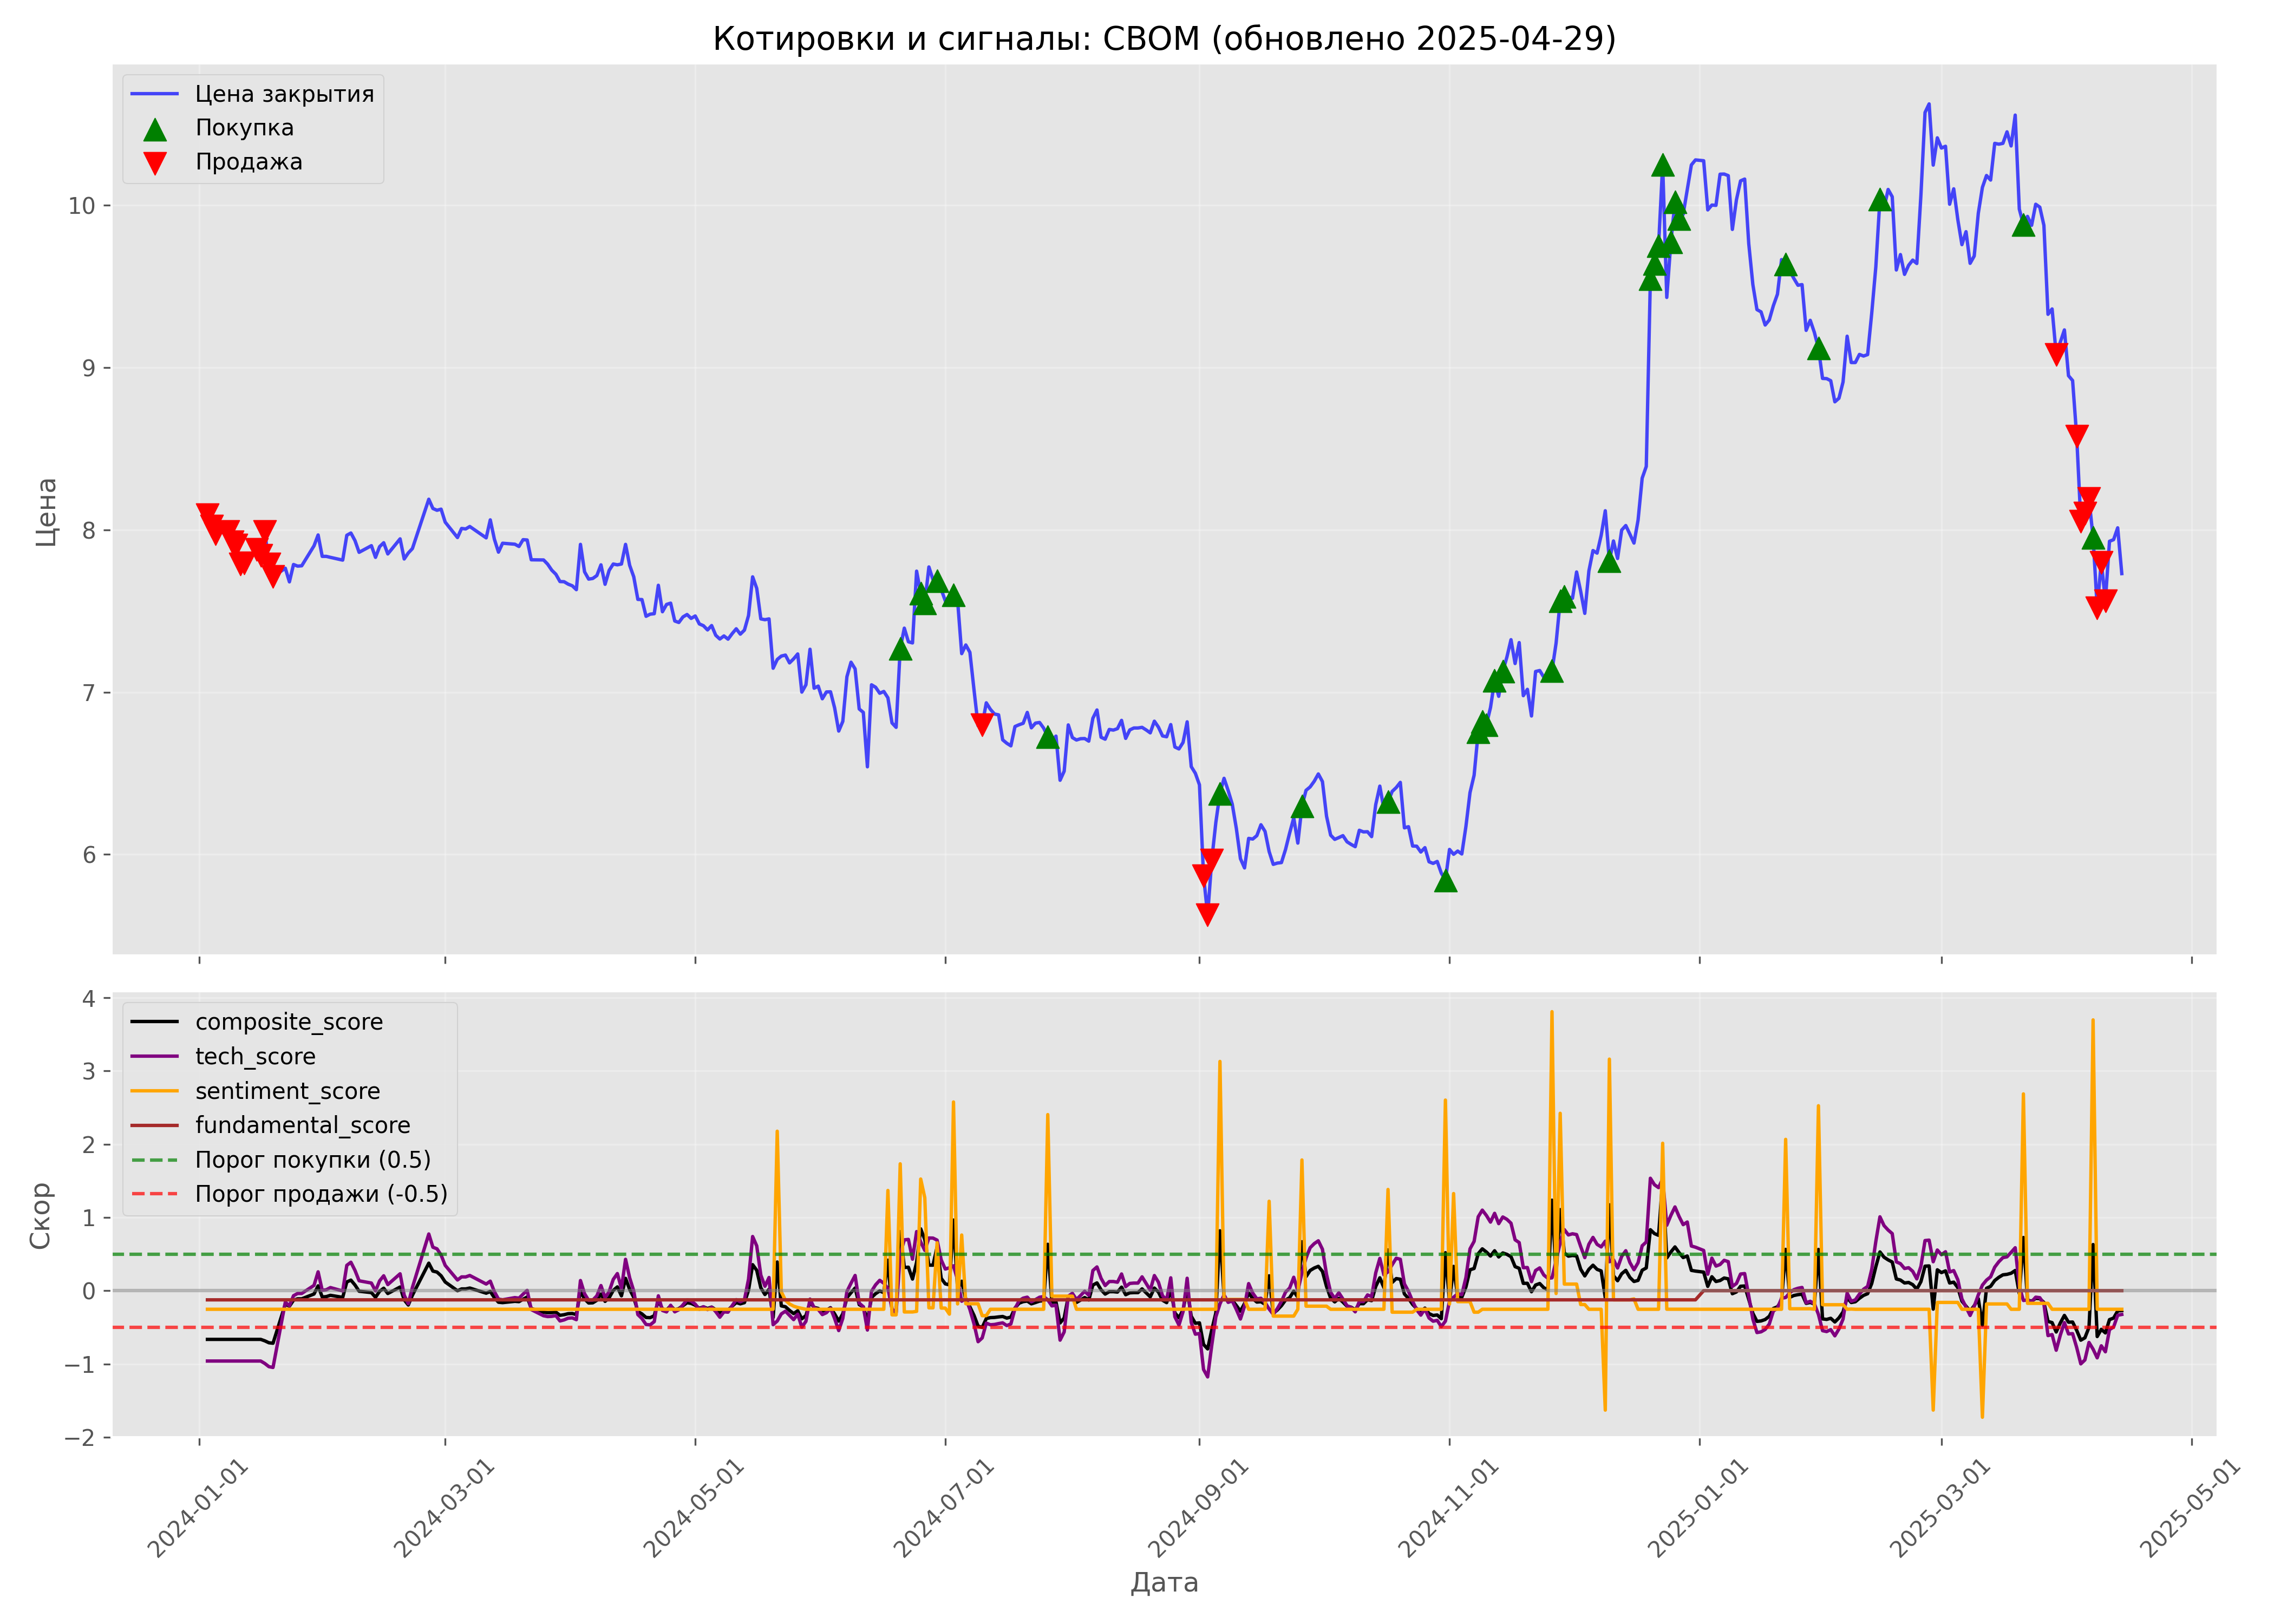 Котировки и сигналы: CBOM (обновлено 2025-04-29)
Цена закрытия
Покупка
Продажа
Цена
10
9
8
7
6
composite_score
tech_score
sentiment_score
fundamental_score
Порог покупки (0.5)
Порог продажи (-0.5)
Скор
4
3
2
1
0
−1
−2
2024-01-01
2024-03-01
2024-05-01
2024-07-01
2024-09-01
2024-11-01
2025-01-01
2025-03-01
2025-05-01
Дата